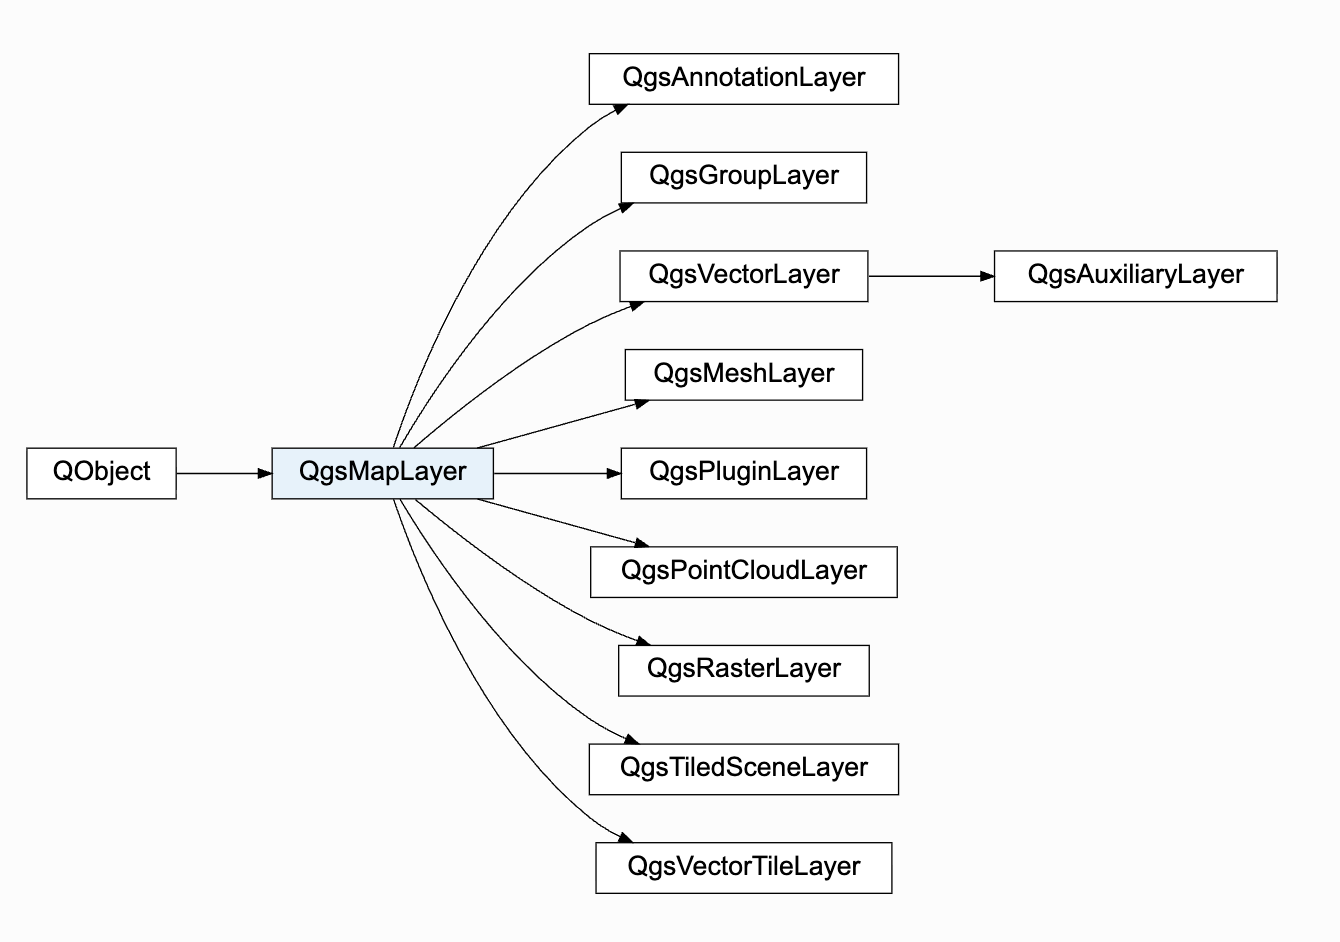 QgsAnnotationLayer
QgsGroupLayer
QgsVectorLayer
QgsAuxiliaryLayer
QgsMeshLayer
QObject
QgsMapLayer
QgsPluginLayer
QgsPointCloudLayer
QgsRasterLayer
QgsTiledSceneLayer
QgsVectorTileLayer